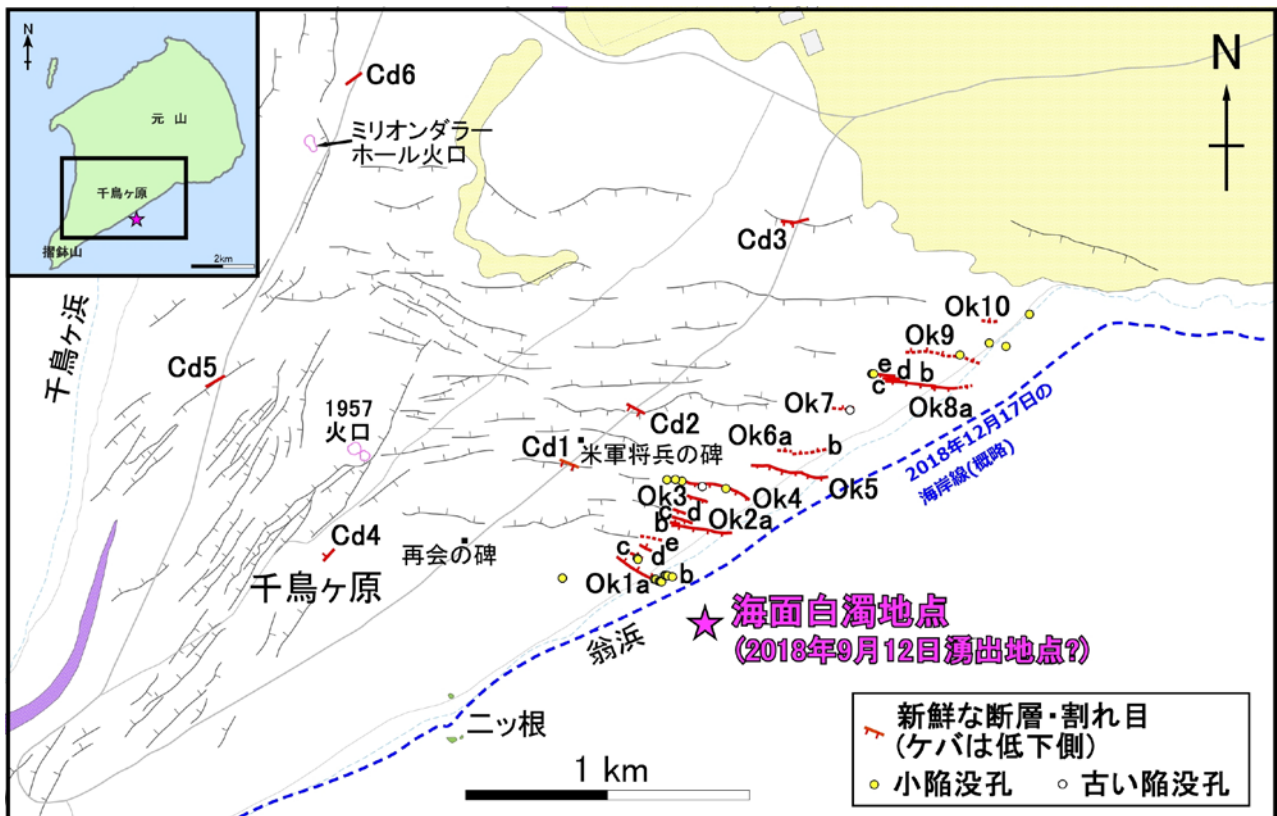 N
元山
千鳥ヶ原
摺鉢山
2km
Cd6
ミリオンダラー
ホール火口
N
Cd3
千鳥ヶ浜
Cd5
1957
火口
Cd4
千鳥ヶ原
Cd1
米軍将兵の碑
Cd2
再会の碑
Ok10
Ok9
e d b
c
Ok8a
Ok7
Ok6a b
Ok5
Ok4
Ok3
c d
b Ok2a
e
c d
Ok1a b
2018年12月17日の
海岸線(概略)
海面白濁地点
(2018年9月12日湧出地点?)
翁浜
二ッ根
1 km
新鮮な断層・割れ目
(ケバは低下側)
小陥没孔 古い陥没孔